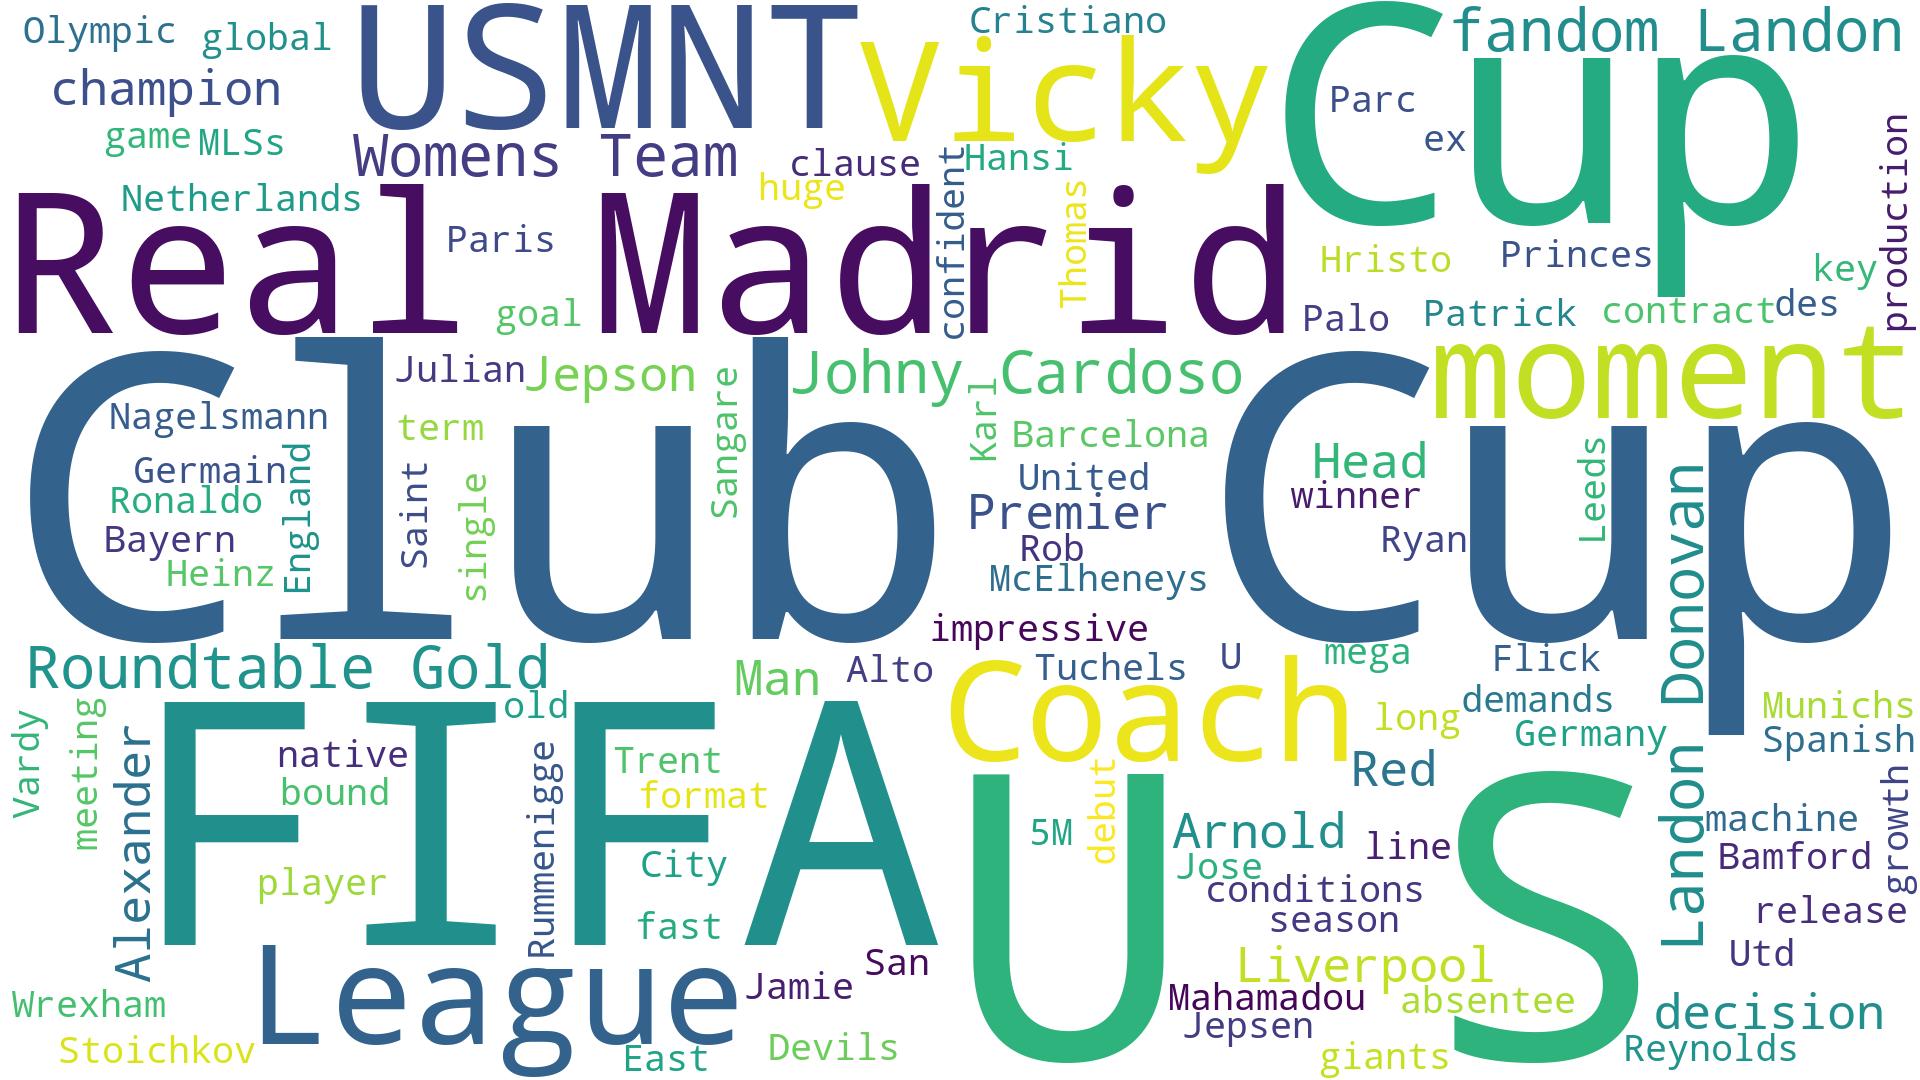 Olympic
global
champion
game
MLSs
USMNT
Vicky
Cristiano
Cup
fandom Landon
Parc
ex
production
Womens Team
clause
Hansi
huge
confident
Thomas
Netherlands
Real Madrid
Paris
goal
Hristo
Princes
key
Palo
Patrick
contract
des
Club Cup
Julian
Jepson
Johny Cardoso
moment
Nagelsmann
term
Sangare
Karl
Barcelona
Germain
England
Saint
single
United
Head
Leeds
Ronaldo
Premier
winner
Bayern
Rob
Ryan
Heinz
McElheneys
Landon Donovan
impressive
Roundtable Gold
Man
Alto
Tuchels
U
mega
Flick
old
Coach
long
demands
Munichs
Vardy
meeting
Alexander
FIFA
native
bound
Rummenigge
Trent
format
Germany
Spanish
Red
U S
5M
debut
Arnold
line
machine
growth
City
Jose
Bamford
player
conditions
season
release
fast
Utd
League
San
Liverpool
Jamie
Mahamadou
absentee
Wrexham
Jepsen
decision
Stoichkov
East
Devils
giants
Reynolds